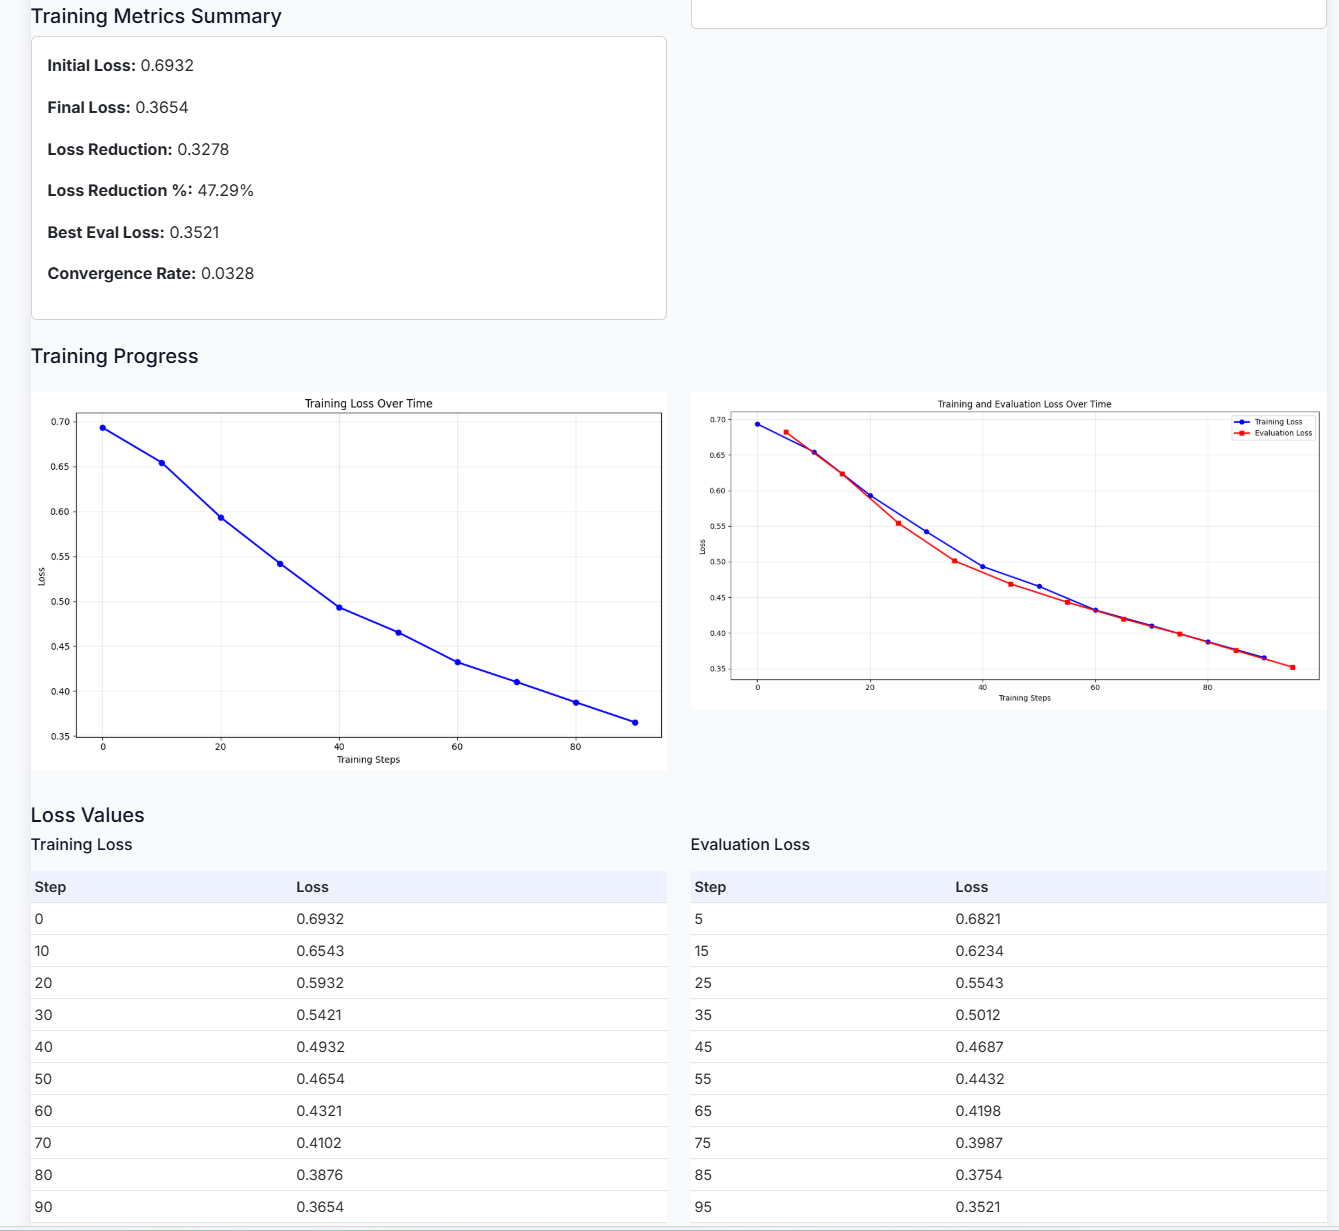 Training Metrics Summary
Initial Loss: 0.6932
Final Loss: 0.3654
Loss Reduction: 0.3278
Loss Reduction %: 47.29%
Best Eval Loss: 0.3521
Convergence Rate: 0.0328
Training Progress
Training Loss Over Time
0.70
0.65
0.60
0.55
0.50
0.45
0.40
0.35
Loss
0 20 40 60 80
Training Steps
Training and Evaluation Loss Over Time
Training Loss
Evaluation Loss
0.70
0.65
0.60
0.55
0.50
0.45
0.40
0.35
Loss
0 20 40 60 80
Training Steps
Loss Values
Training Loss
Step Loss
0 0.6932
10 0.6543
20 0.5932
30 0.5421
40 0.4932
50 0.4654
60 0.4321
70 0.4102
80 0.3876
90 0.3654
Evaluation Loss
Step Loss
5 0.6821
15 0.6234
25 0.5543
35 0.5012
45 0.4687
55 0.4432
65 0.4198
75 0.3987
85 0.3754
95 0.3521